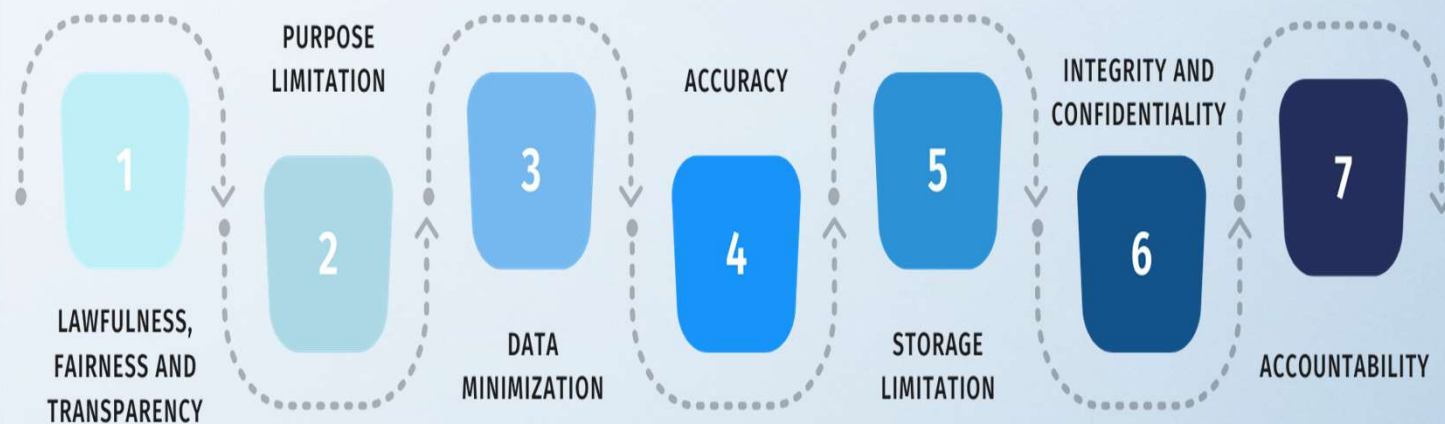 1
LAWFULNESS,
FAIRNESS AND
TRANSPARENCY
PURPOSE
LIMITATION
2
3
DATA
MINIMIZATION
ACCURACY
4
5
STORAGE
LIMITATION
INTEGRITY AND
CONFIDENTIALITY
6
7
ACCOUNTABILITY